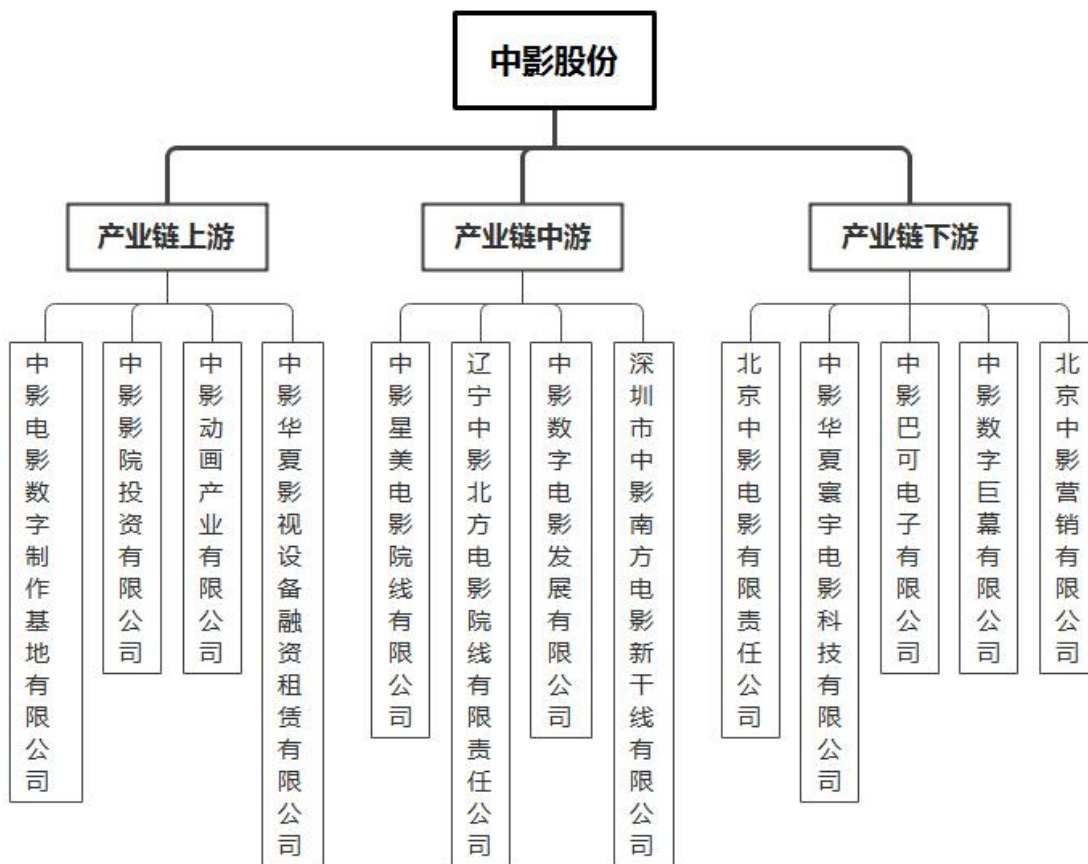 中影股份
产业链上游
产业链中游
产业链下游
中影电影数字制作基地有限公司
中影影院投资有限公司
中影动画产业有限公司
中影华夏影视设备融资租赁有限公司
中影星美电影院线有限公司
辽宁中影北方电影院线有限责任公司
中影数字电影发展有限公司
深圳市中影南方电影新干线有限公司
北京中影电影有限责任公司
中影华夏寰宇电影科技有限公司
中影巴可电子有限公司
中影数字巨幕有限公司
北京中影营销有限公司